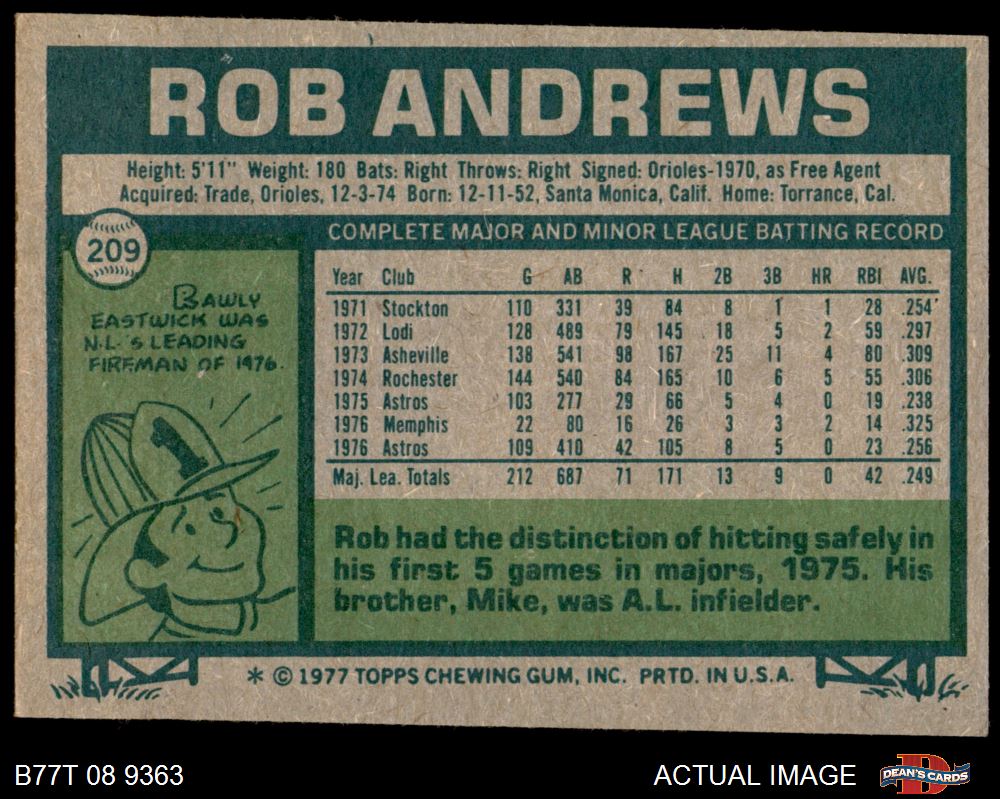 ROB ANDREWS
Height: 5'11" Weight: 180 Bats: Right Throws: Right Signed: Orioles-1970, as Free Agent
Acquired: Trade, Orioles, 12-3-74 Born: 12-11-52, Santa Monica, Calif. Home: Torrance, Cal.
209
RAWLY
EASTWICK WAS
N.L.'S LEADING
FIREMAN OF 1976.
1
COMPLETE MAJOR AND MINOR LEAGUE BATTING RECORD
Year Club G AB R H 2B 3B HR RBI AVG.
1971 Stockton 110 331 39 84 8 1 1 28 .254
1972 Lodi 128 489 79 145 18 5 2 59 .297
1973 Asheville 138 541 98 167 25 11 4 80 .309
1974 Rochester 144 540 84 165 10 6 5 55 .306
1975 Astros 103 277 29 66 5 4 0 19 .238
1976 Memphis 22 80 16 26 3 3 2 14 .325
1976 Astros 109 410 42 105 8 5 0 23 .256
Maj. Lea. Totals 212 687 71 171 13 9 0 42 .249
Rob had the distinction of hitting safely in
his first 5 games in majors, 1975. His
brother, Mike, was A.L. infielder.
* © 1977 TOPPS CHEWING GUM, INC. PRTD. IN U.S.A.
B77T 08 9363
ACTUAL IMAGE
DEAN'S CARDS